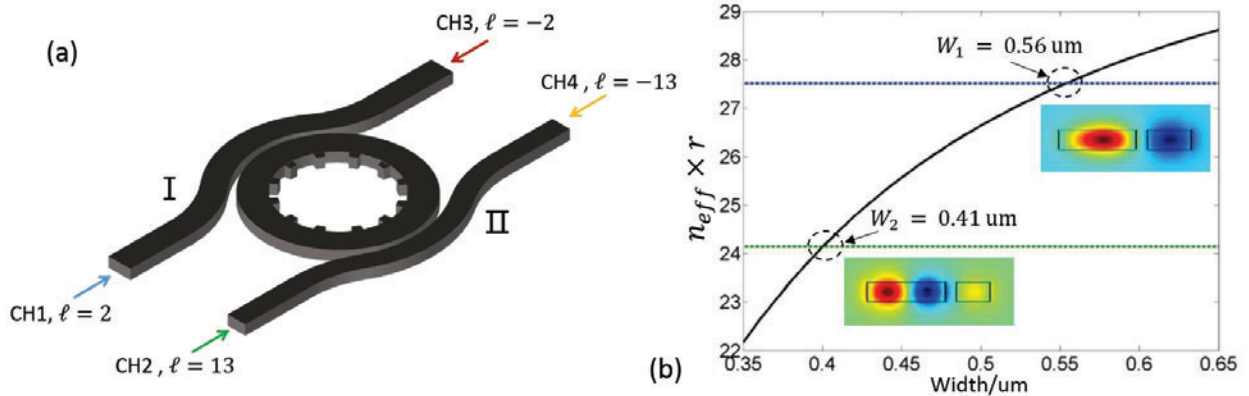 (a)
CH3, ℓ = −2
CH4 , ℓ = −13
I
II
CH1, ℓ = 2
CH2 , ℓ = 13
(b)
n_eff × r
29
28
27
26
25
24
23
22
W₁ = 0.56 um
W₂ = 0.41 um
0.35 0.4 0.45 0.5 0.55 0.6 0.65
Width/um